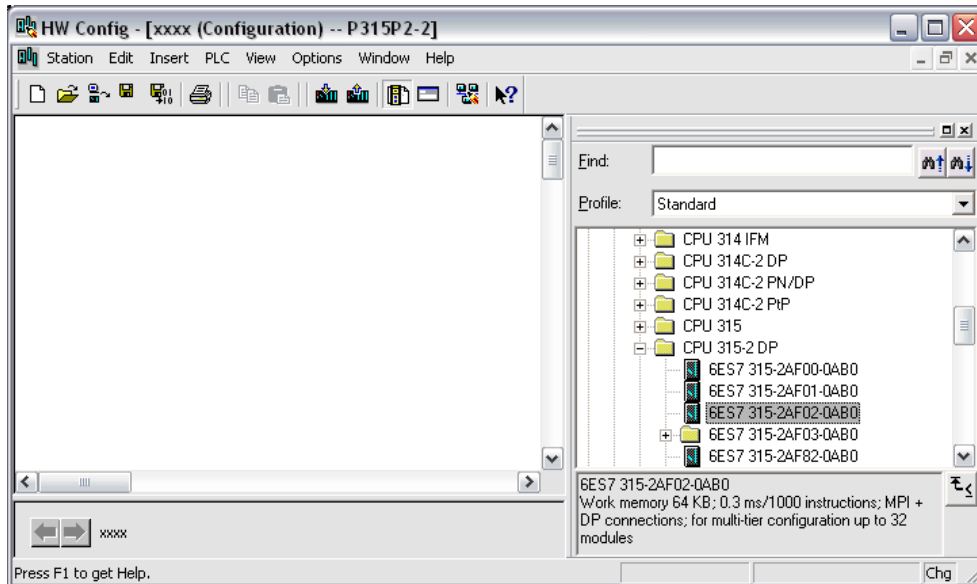 HW Config - [xxxx (Configuration) -- P315P2-2]
Station Edit Insert PLC View Options Window Help
Find:
Profile: Standard
CPU 314 IFM
CPU 314C-2 DP
CPU 314C-2 PN/DP
CPU 314C-2 PtP
CPU 315
CPU 315-2 DP
6ES7 315-2AF00-0AB0
6ES7 315-2AF01-0AB0
6ES7 315-2AF02-0AB0
6ES7 315-2AF03-0AB0
6ES7 315-2AF82-0AB0
6ES7 315-2AF02-0AB0
Work memory 64 KB; 0.3 ms/1000 instructions; MPI +
DP connections; for multi-tier configuration up to 32
modules
xxxx
Press F1 to get Help.
Chg